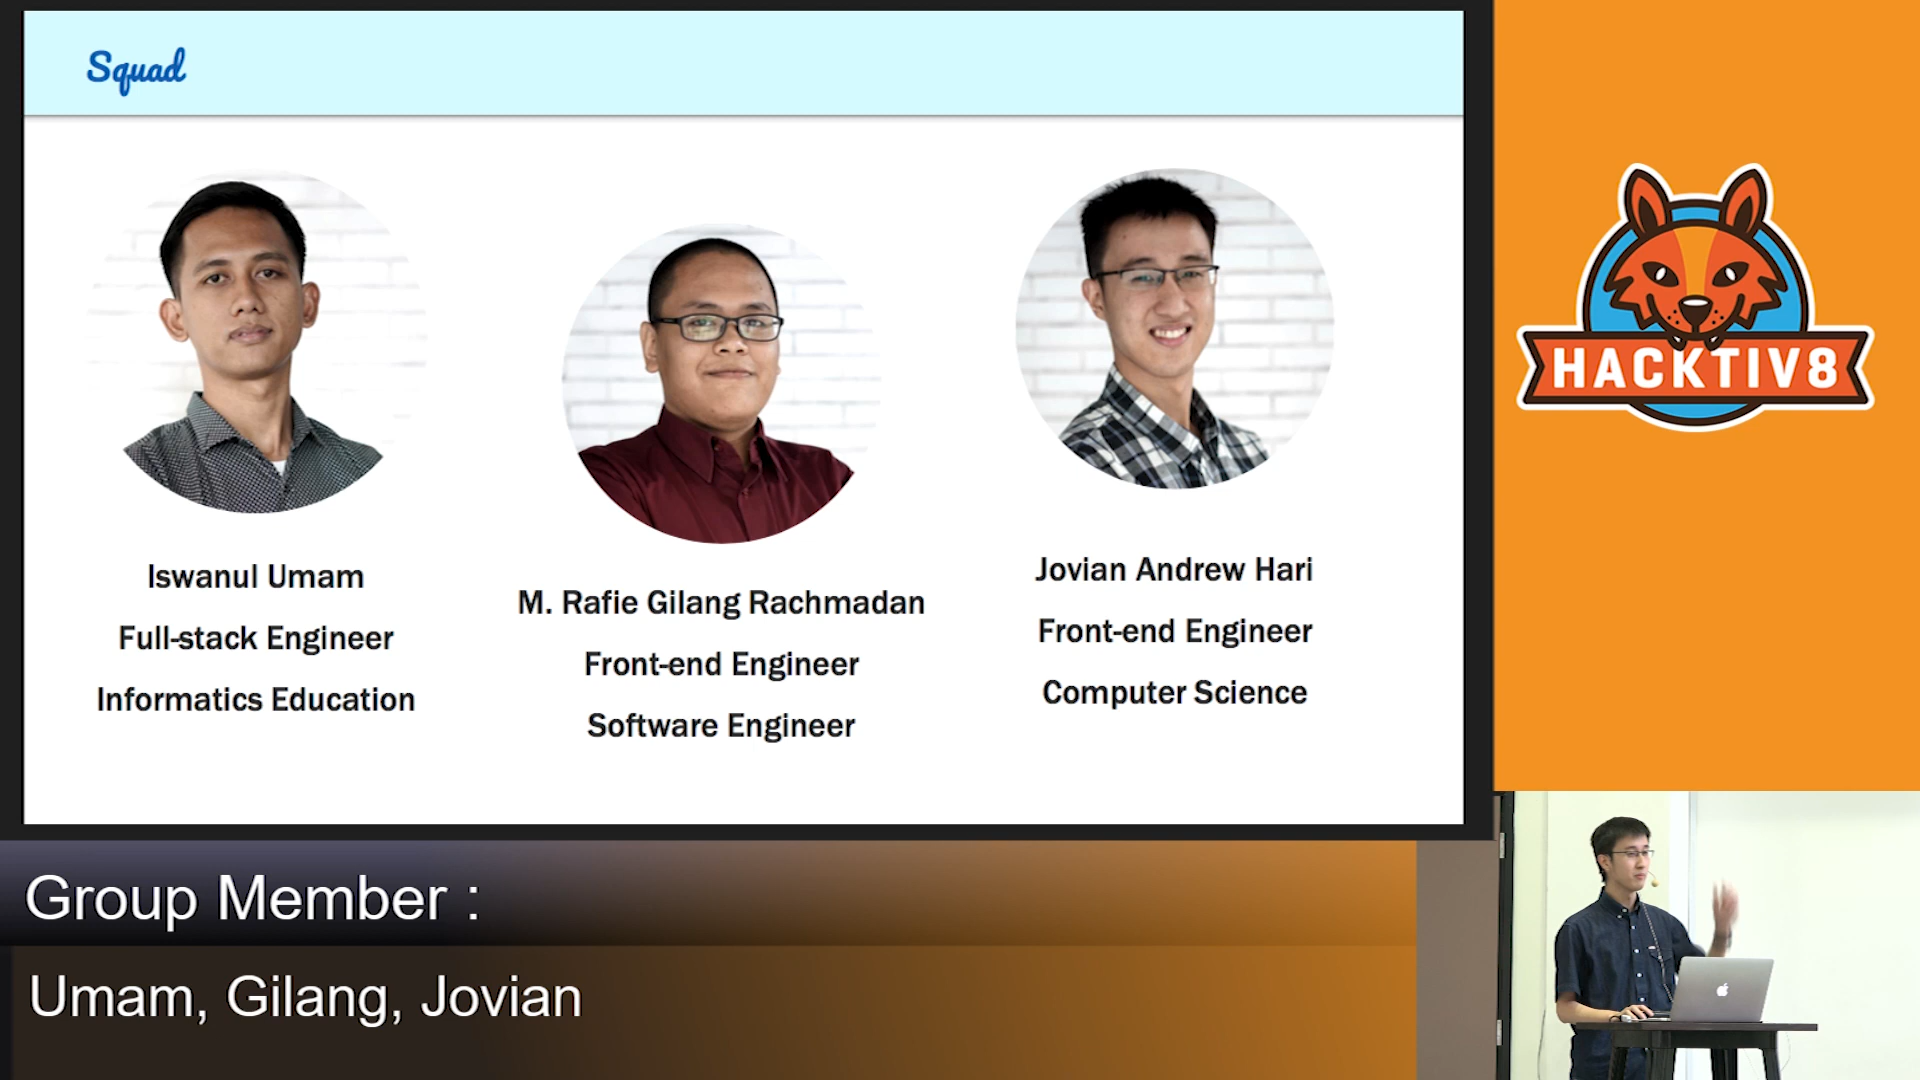 Squad
Iswanul Umam
Full-stack Engineer
Informatics Education
M. Rafie Gilang Rachmadan
Front-end Engineer
Software Engineer
Jovian Andrew Hari
Front-end Engineer
Computer Science
HACKTIV8
Group Member :
Umam, Gilang, Jovian